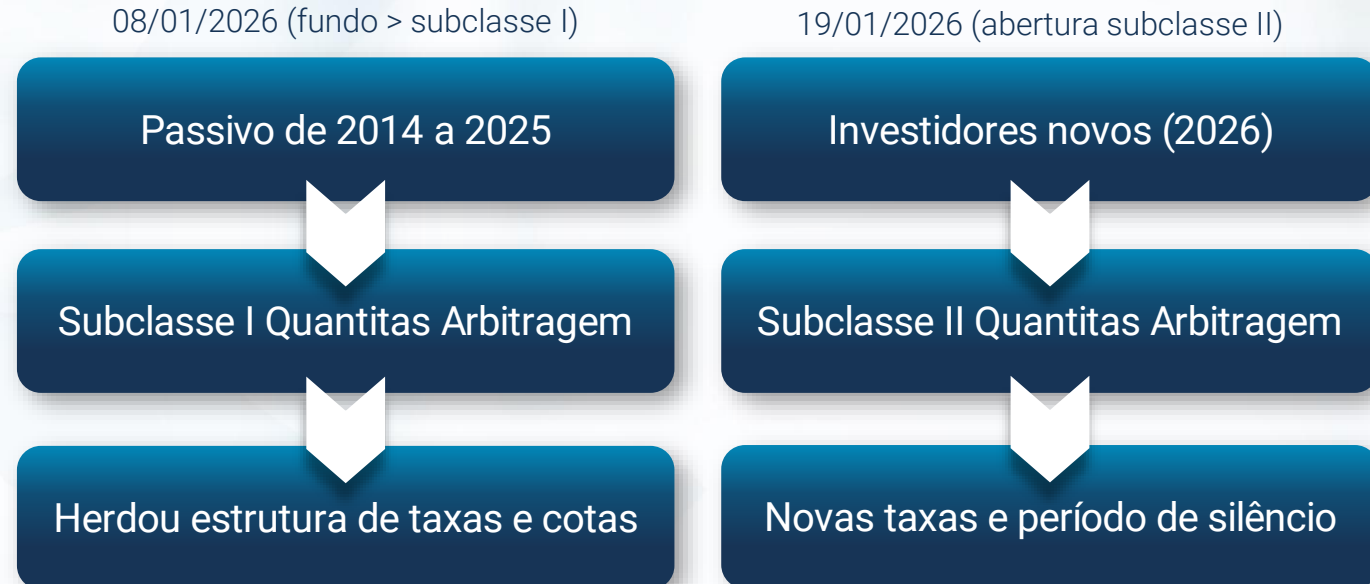 08/01/2026 (fundo > subclasse I)
Passivo de 2014 a 2025
Subclasse I Quantitas Arbitragem
Herdou estrutura de taxas e cotas
19/01/2026 (abertura subclasse II)
Investidores novos (2026)
Subclasse II Quantitas Arbitragem
Novas taxas e período de silêncio